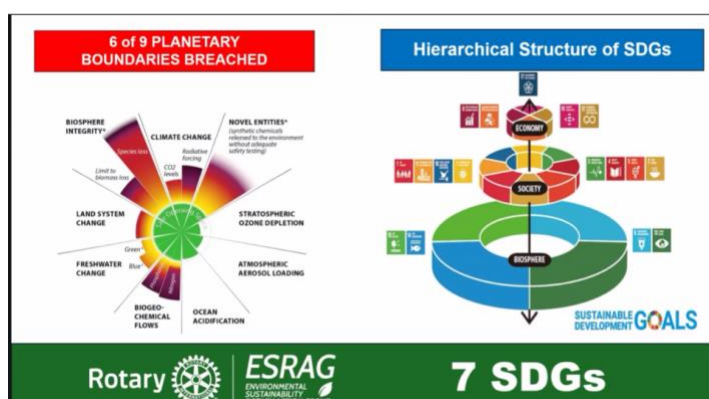 6 of 9 PLANETARY
BOUNDARIES BREACHED
BIOSPHERE
INTEGRITY*
CLIMATE CHANGE
NOVEL ENTITIES*
(synthetic chemicals
released to the environment
without adequate
safety testing)
Species loss
CO2
levels
Radiative
forcing
Limit to
biomass loss
LAND SYSTEM
CHANGE
STRATOSPHERIC
OZONE DEPLETION
Green*
FRESHWATER
CHANGE
Blue*
ATMOSPHERIC
AEROSOL LOADING
BIOGEO-
CHEMICAL
FLOWS
OCEAN
ACIDIFICATION
Hierarchical Structure of SDGs
ECONOMY
SOCIETY
BIOSPHERE
SUSTAINABLE
DEVELOPMENT
GOALS
Rotary
ESRAG
ENVIRONMENTAL
SUSTAINABILITY
7 SDGs